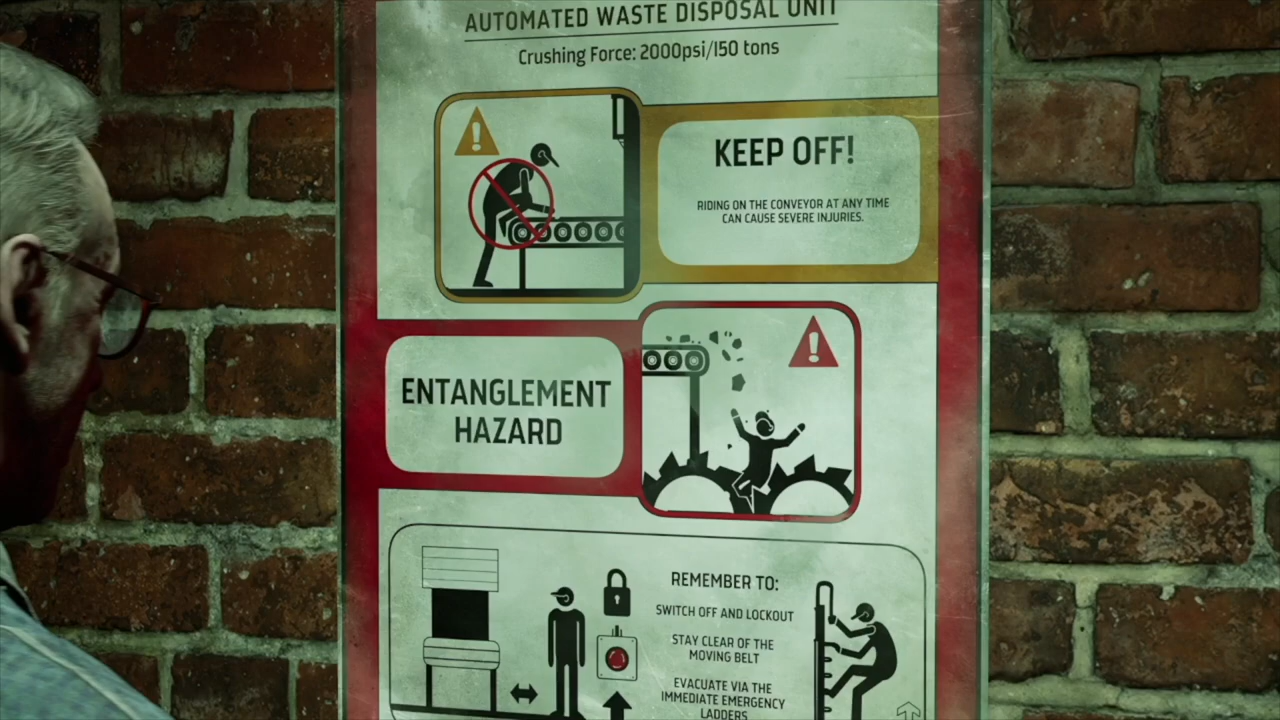 AUTOMATED WASTE DISPOSAL UNIT
Crushing Force: 2000psi/150 tons
KEEP OFF!
RIDING ON THE CONVEYOR AT ANY TIME
CAN CAUSE SEVERE INJURIES.
ENTANGLEMENT
HAZARD
REMEMBER TO:
SWITCH OFF AND LOCKOUT
STAY CLEAR OF THE
MOVING BELT
EVACUATE VIA THE
IMMEDIATE EMERGENCY
LADDERS